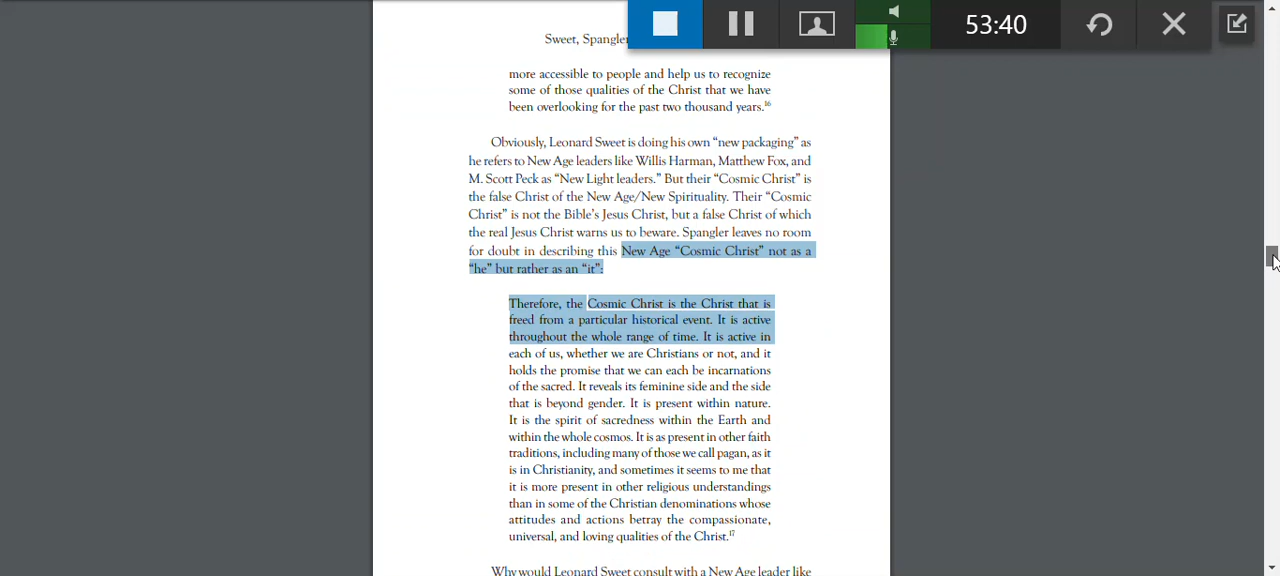 53:40
Sweet, Spangler
more accessible to people and help us to recognize
some of those qualities of the Christ that we have
been overlooking for the past two thousand years.16
Obviously, Leonard Sweet is doing his own “new packaging” as
he refers to New Age leaders like Willis Harman, Matthew Fox, and
M. Scott Peck as “New Light leaders.” But their “Cosmic Christ” is
the false Christ of the New Age/New Spirituality. Their “Cosmic
Christ” is not the Bible’s Jesus Christ, but a false Christ of which
the real Jesus Christ warns us to beware. Spangler leaves no room
for doubt in describing this New Age “Cosmic Christ” not as a
“he” but rather as an “it”:
Therefore, the Cosmic Christ is the Christ that is
freed from a particular historical event. It is active
throughout the whole range of time. It is active in
each of us, whether we are Christians or not, and it
holds the promise that we can each be incarnations
of the sacred. It reveals its feminine side and the side
that is beyond gender. It is present within nature.
It is the spirit of sacredness within the Earth and
within the whole cosmos. It is as present in other faith
traditions, including many of those we call pagan, as it
is in Christianity, and sometimes it seems to me that
it is more present in other religious understandings
than in some of the Christian denominations whose
attitudes and actions betray the compassionate,
universal, and loving qualities of the Christ.17
Why would Leonard Sweet consult with a New Age leader like